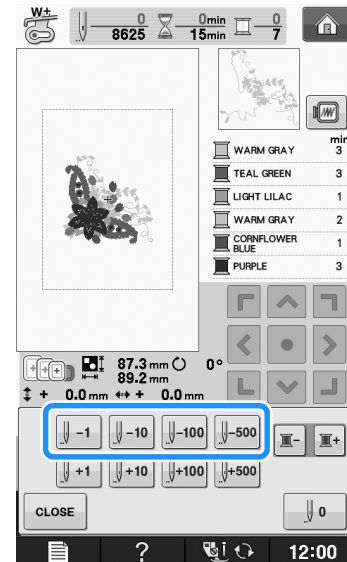 W+
0 0min 0
8625 15min 7
min
WARM GRAY 3
TEAL GREEN 3
LIGHT LILAC 1
WARM GRAY 2
CORNFLOWER BLUE 1
PURPLE 3
87.3 mm 0°
89.2 mm
+ 0.0 mm + 0.0 mm
-1 -10 -100 -500
+1 +10 +100 +500
CLOSE 0
? 12:00